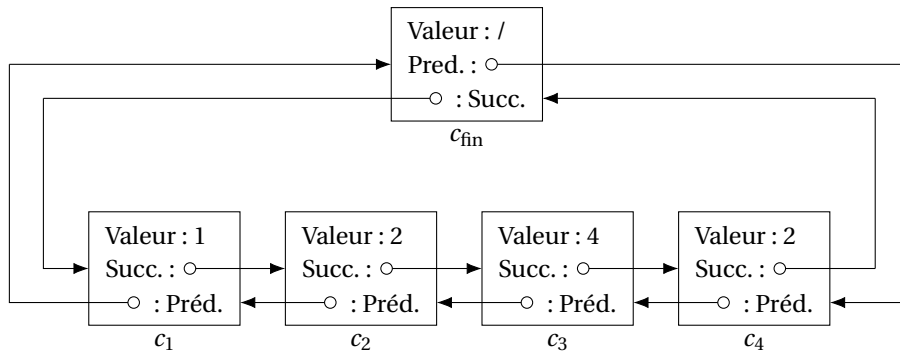 Valeur : /
Pred. :
: Succ.
c_fin
Valeur : 1
Succ. :
: Préd.
c_1
Valeur : 2
Succ. :
: Préd.
c_2
Valeur : 4
Succ. :
: Préd.
c_3
Valeur : 2
Succ. :
: Préd.
c_4